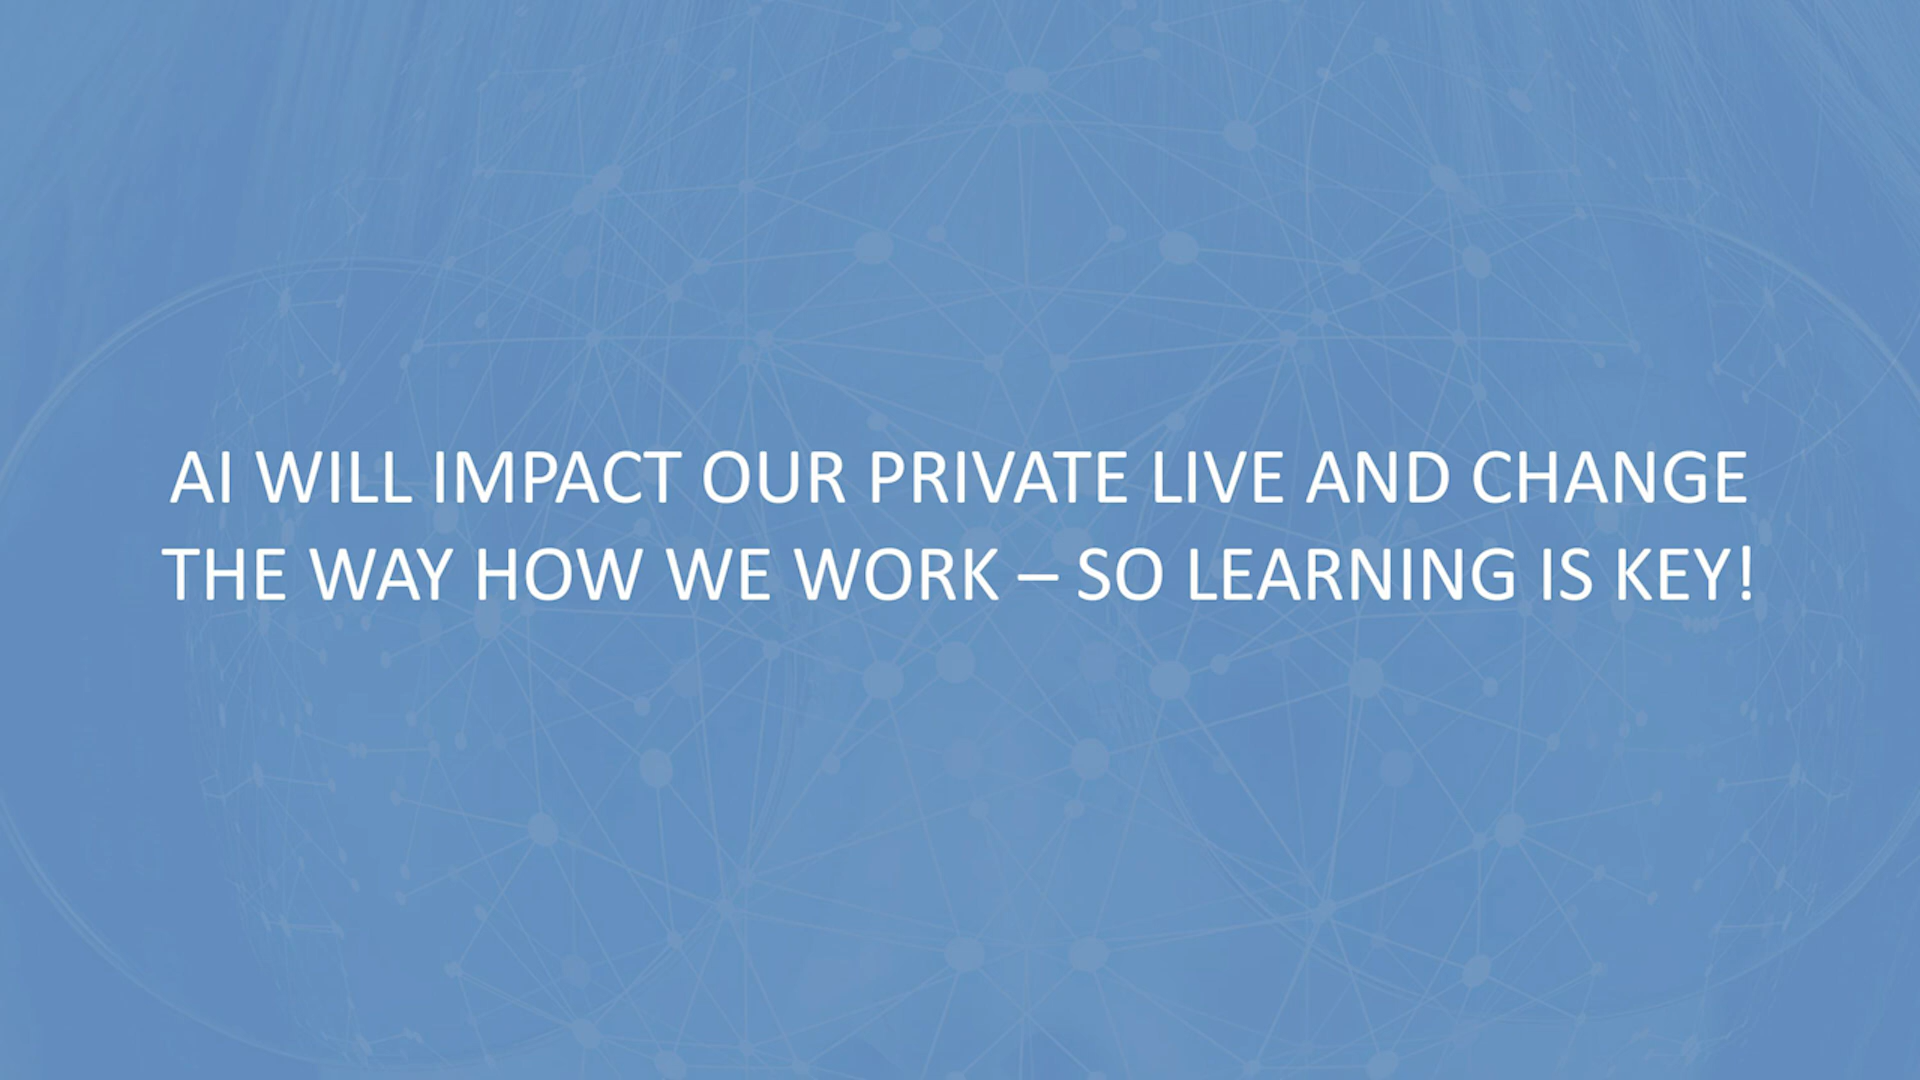 AI WILL IMPACT OUR PRIVATE LIVE AND CHANGE
THE WAY HOW WE WORK – SO LEARNING IS KEY!